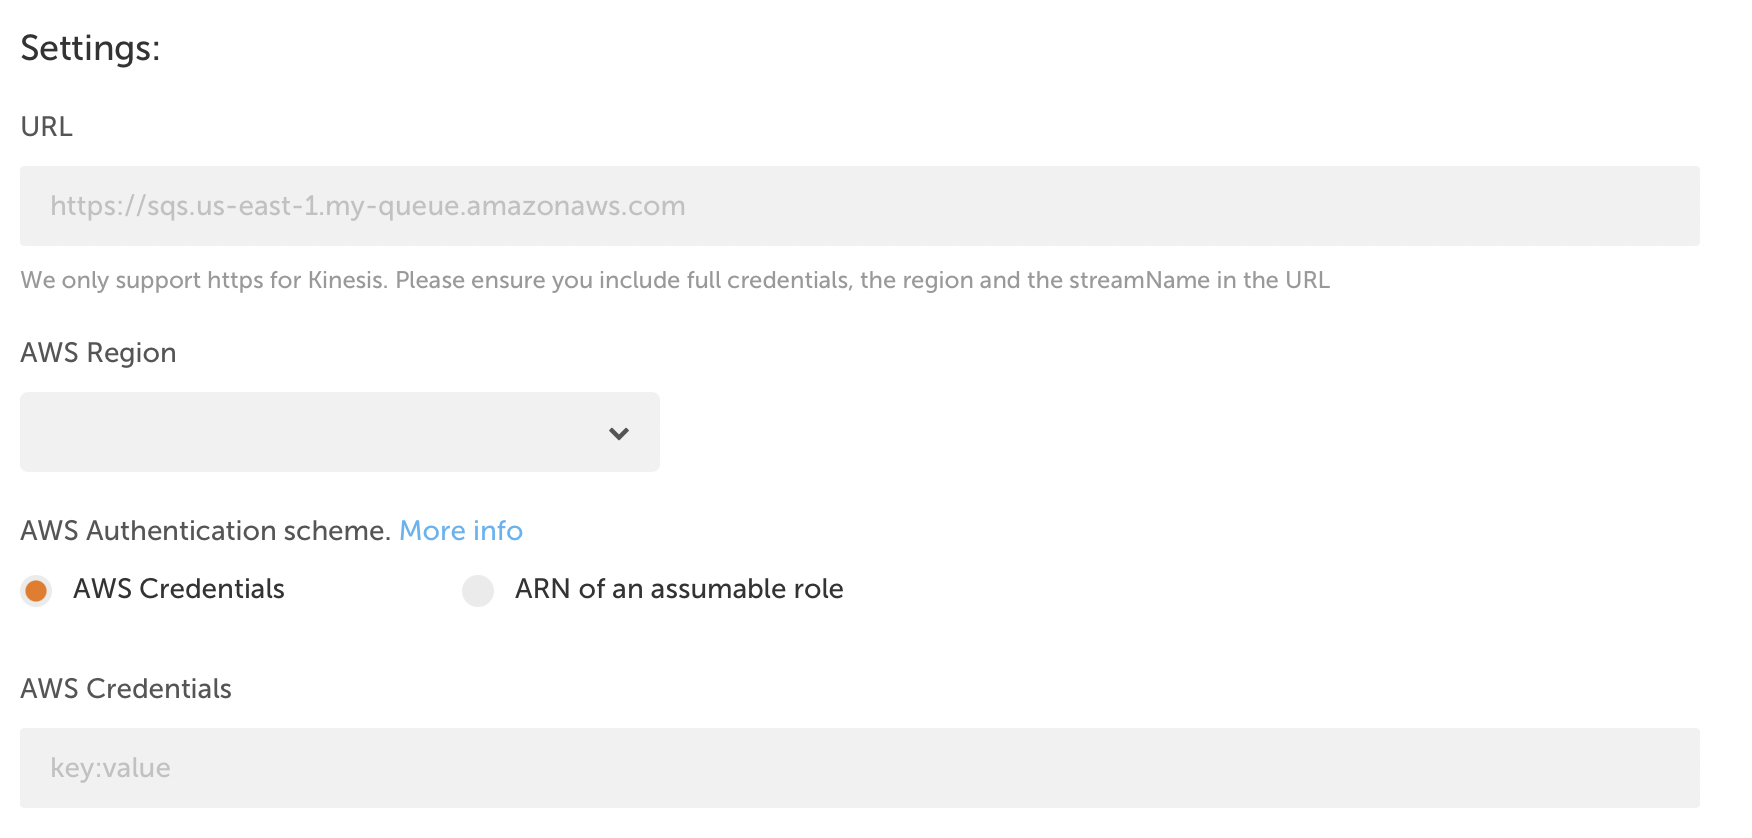 Settings:
URL
https://sqs.us-east-1.my-queue.amazonaws.com
We only support https for Kinesis. Please ensure you include full credentials, the region and the streamName in the URL
AWS Region
AWS Authentication scheme. More info
AWS Credentials ARN of an assumable role
AWS Credentials
key:value